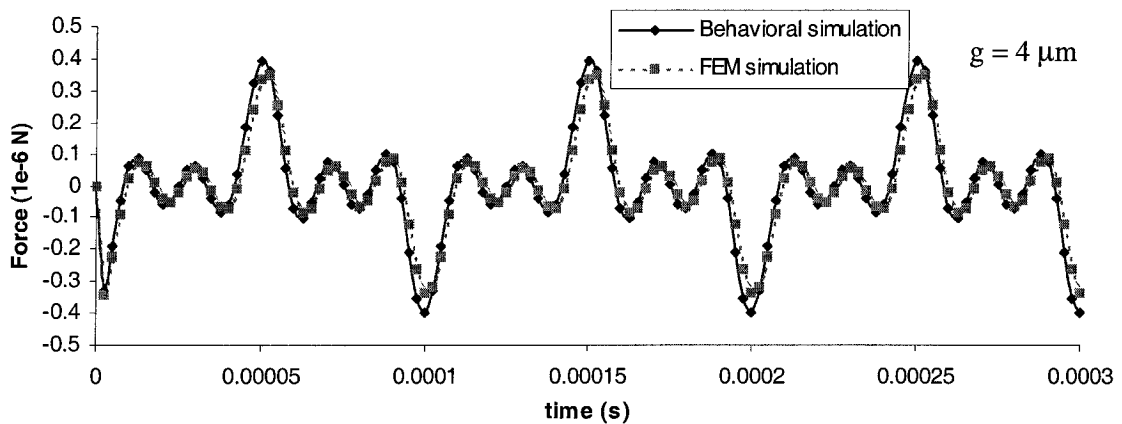 0.5
0.4
0.3
0.2
0.1
0
-0.1
-0.2
-0.3
-0.4
-0.5
Force (1e-6 N)
Behavioral simulation
FEM simulation
g = 4 μm
0 0.00005 0.0001 0.00015 0.0002 0.00025 0.0003
time (s)